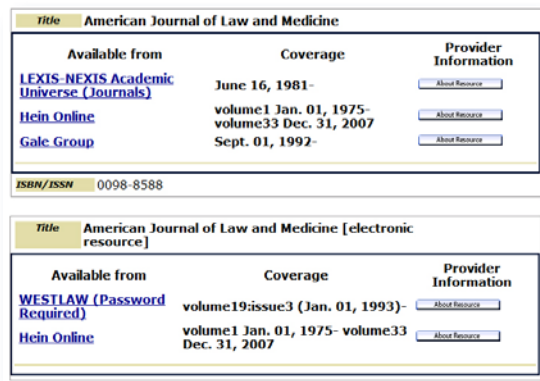 Title American Journal of Law and Medicine
Available from Coverage Provider
Information
LEXIS-NEXIS Academic
Universe (Journals) June 16, 1981- About Resource
Hein Online volume1 Jan. 01, 1975-
volume33 Dec. 31, 2007 About Resource
Gale Group Sept. 01, 1992- About Resource
ISBN/ISSN 0098-8588
Title American Journal of Law and Medicine [electronic
resource]
Available from Coverage Provider
Information
WESTLAW (Password
Required) volume19:issue3 (Jan. 01, 1993)- About Resource
Hein Online volume1 Jan. 01, 1975- volume33
Dec. 31, 2007 About Resource